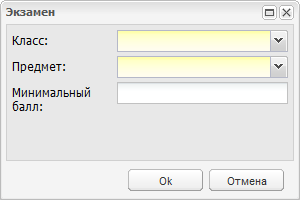 Экзамен
Класс:
Предмет:
Минимальный
балл:
Ok
Отмена